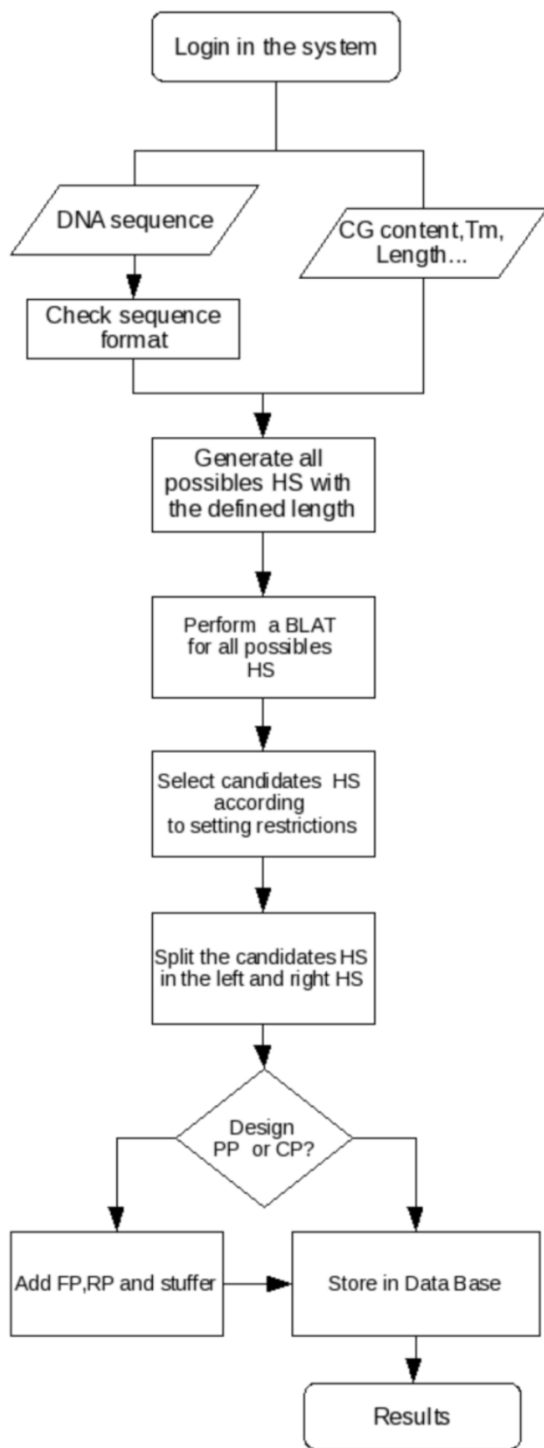 Login in the system
DNA sequence
CG content,Tm,
Length...
Check sequence
format
Generate all
possibles HS with
the defined length
Perform a BLAT
for all possibles
HS
Select candidates HS
according
to setting restrictions
Split the candidates HS
in the left and right HS
Design
PP or CP?
Add FP,RP and stuffer
Store in Data Base
Results